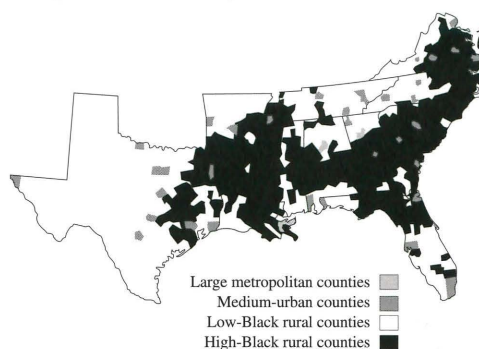 Large metropolitan counties
Medium-urban counties
Low-Black rural counties
High-Black rural counties